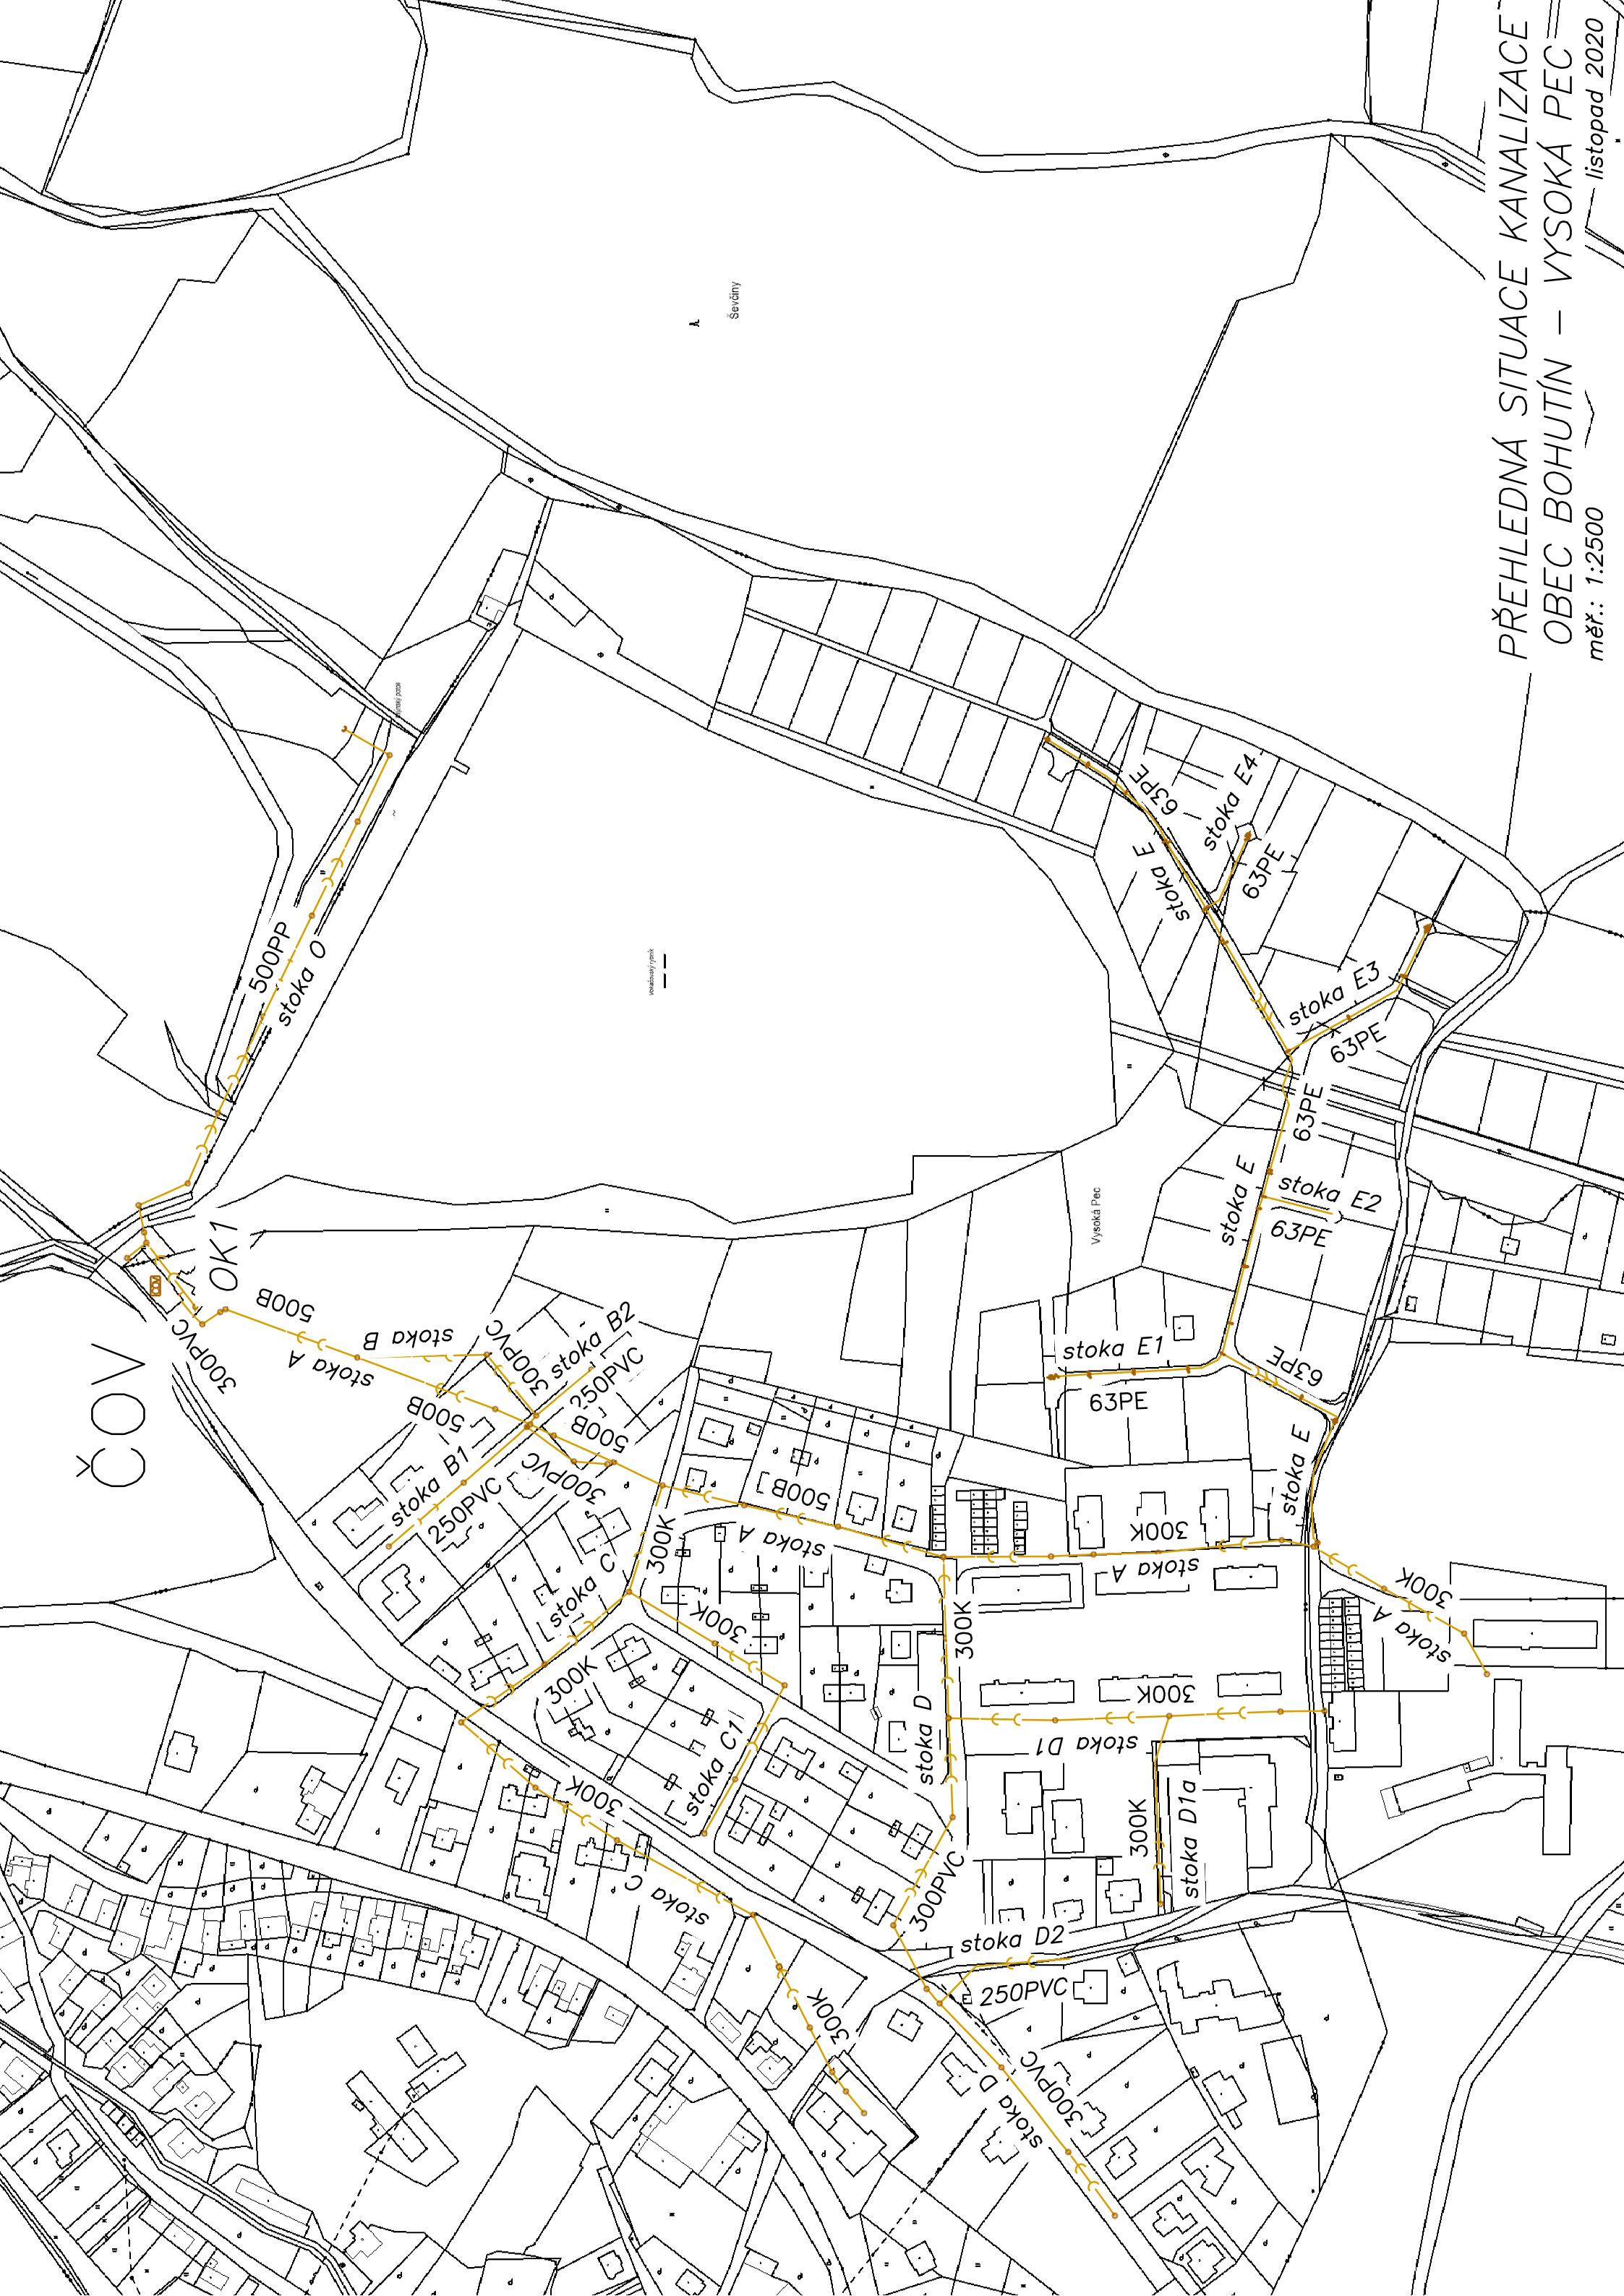 PŘEHLEDNÁ SITUACE KANALIZACE
OBEC BOHUTÍN – VYSOKÁ PEC
měř.: 1:2500
listopad 2020
ČOV
ČOV
OK1
300PVC
500B
stoka A
stoka B
500B
300PVC
stoka B2
250PVC
500B
stoka B1
250PVC
300PVC
500PP
stoka O
Ševčiny
Vysoká Pec
stoka C
300K
300K
300K
stoka C1
300K
stoka C
300K
500B
stoka A
300K
stoka A
300K
stoka D
300K
stoka D1
300K
stoka D1a
300PVC
stoka D2
250PVC
stoka D
300PVC
300K
stoka A
stoka E
63PE
stoka E1
63PE
stoka E
63PE
stoka E2
63PE
stoka E3
63PE
stoka E
63PE
stoka E4
63PE